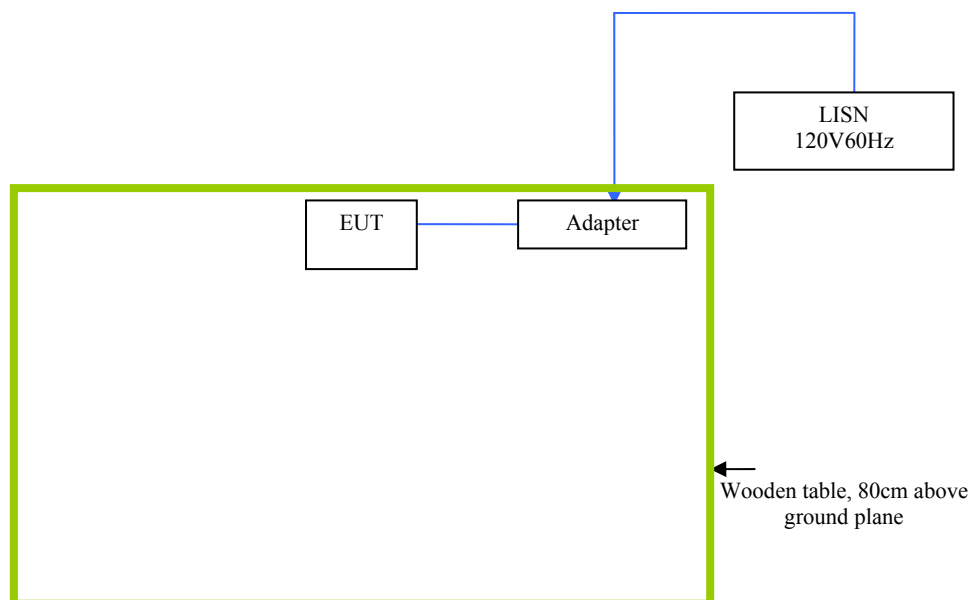 LISN
120V60Hz
EUT
Adapter
Wooden table, 80cm above
ground plane